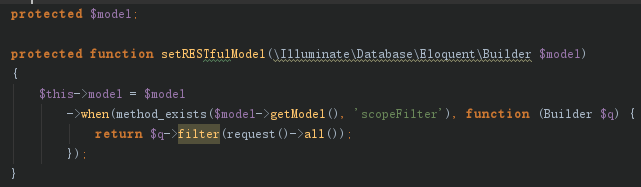 protected $model;
protected function setRESTfulModel(\Illuminate\Database\Eloquent\Builder $model)
{
$this->model = $model
->when(method_exists($model->getModel(), 'scopeFilter'), function (Builder $q) {
return $q->filter(request()->all());
});
}